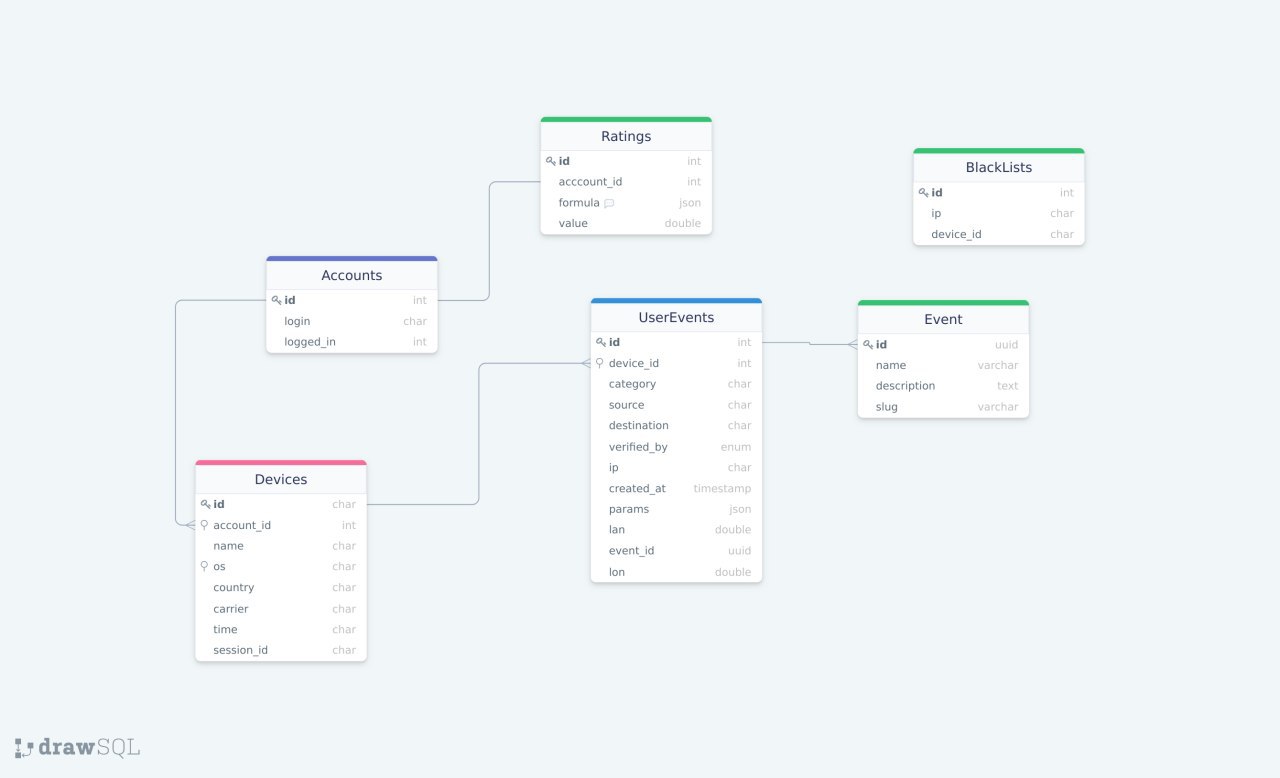 Ratings
id int
acccount_id int
formula json
value double
BlackLists
id int
ip char
device_id char
Accounts
id int
login char
logged_in int
UserEvents
id int
device_id int
category char
source char
destination char
verified_by enum
ip char
created_at timestamp
params json
lan double
event_id uuid
lon double
Event
id uuid
name varchar
description text
slug varchar
Devices
id char
account_id int
name char
os char
country char
carrier char
time char
session_id char
drawSQL